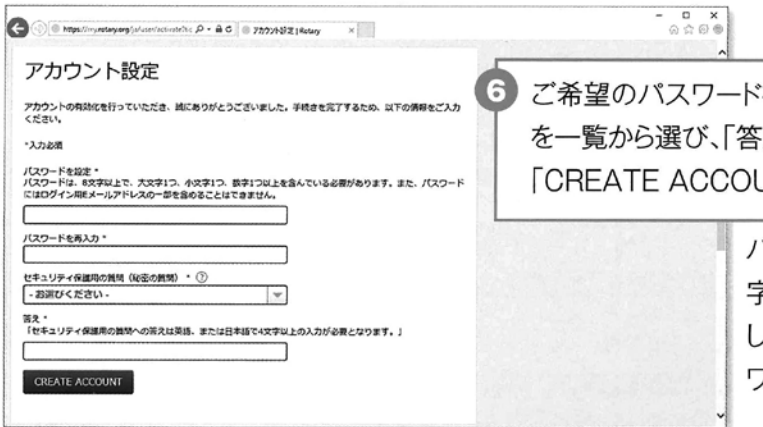 https://my.rotary.org/ja/user/activate?tc
アカウント設定 | Rotary
アカウント設定
アカウントの有効化を行っていただき、誠にありがとうございました。手続きを完了するため、以下の情報をご入力
ください。
*入力必須
パスワードを設定 *
パスワードは、8文字以上で、大文字1つ、小文字1つ、数字1つ以上を含んでいる必要があります。また、パスワード
にはログイン用Eメールアドレスの一部を含めることはできません。
パスワードを再入力 *
セキュリティ保護用の質問（秘密の質問） * ?
- お選びください -
答え *
「セキュリティ保護用の質問への答えは英語、または日本語で4文字以上の入力が必要となります。」
CREATE ACCOUNT
6 ご希望のパスワード
を一覧から選び、「答
「CREATE ACCOU
パ
字
し
ワ